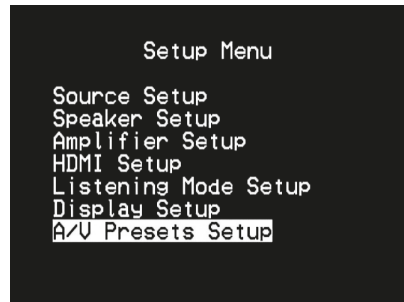 Setup Menu
Source Setup
Speaker Setup
Amplifier Setup
HDMI Setup
Listening Mode Setup
Display Setup
A/V Presets Setup